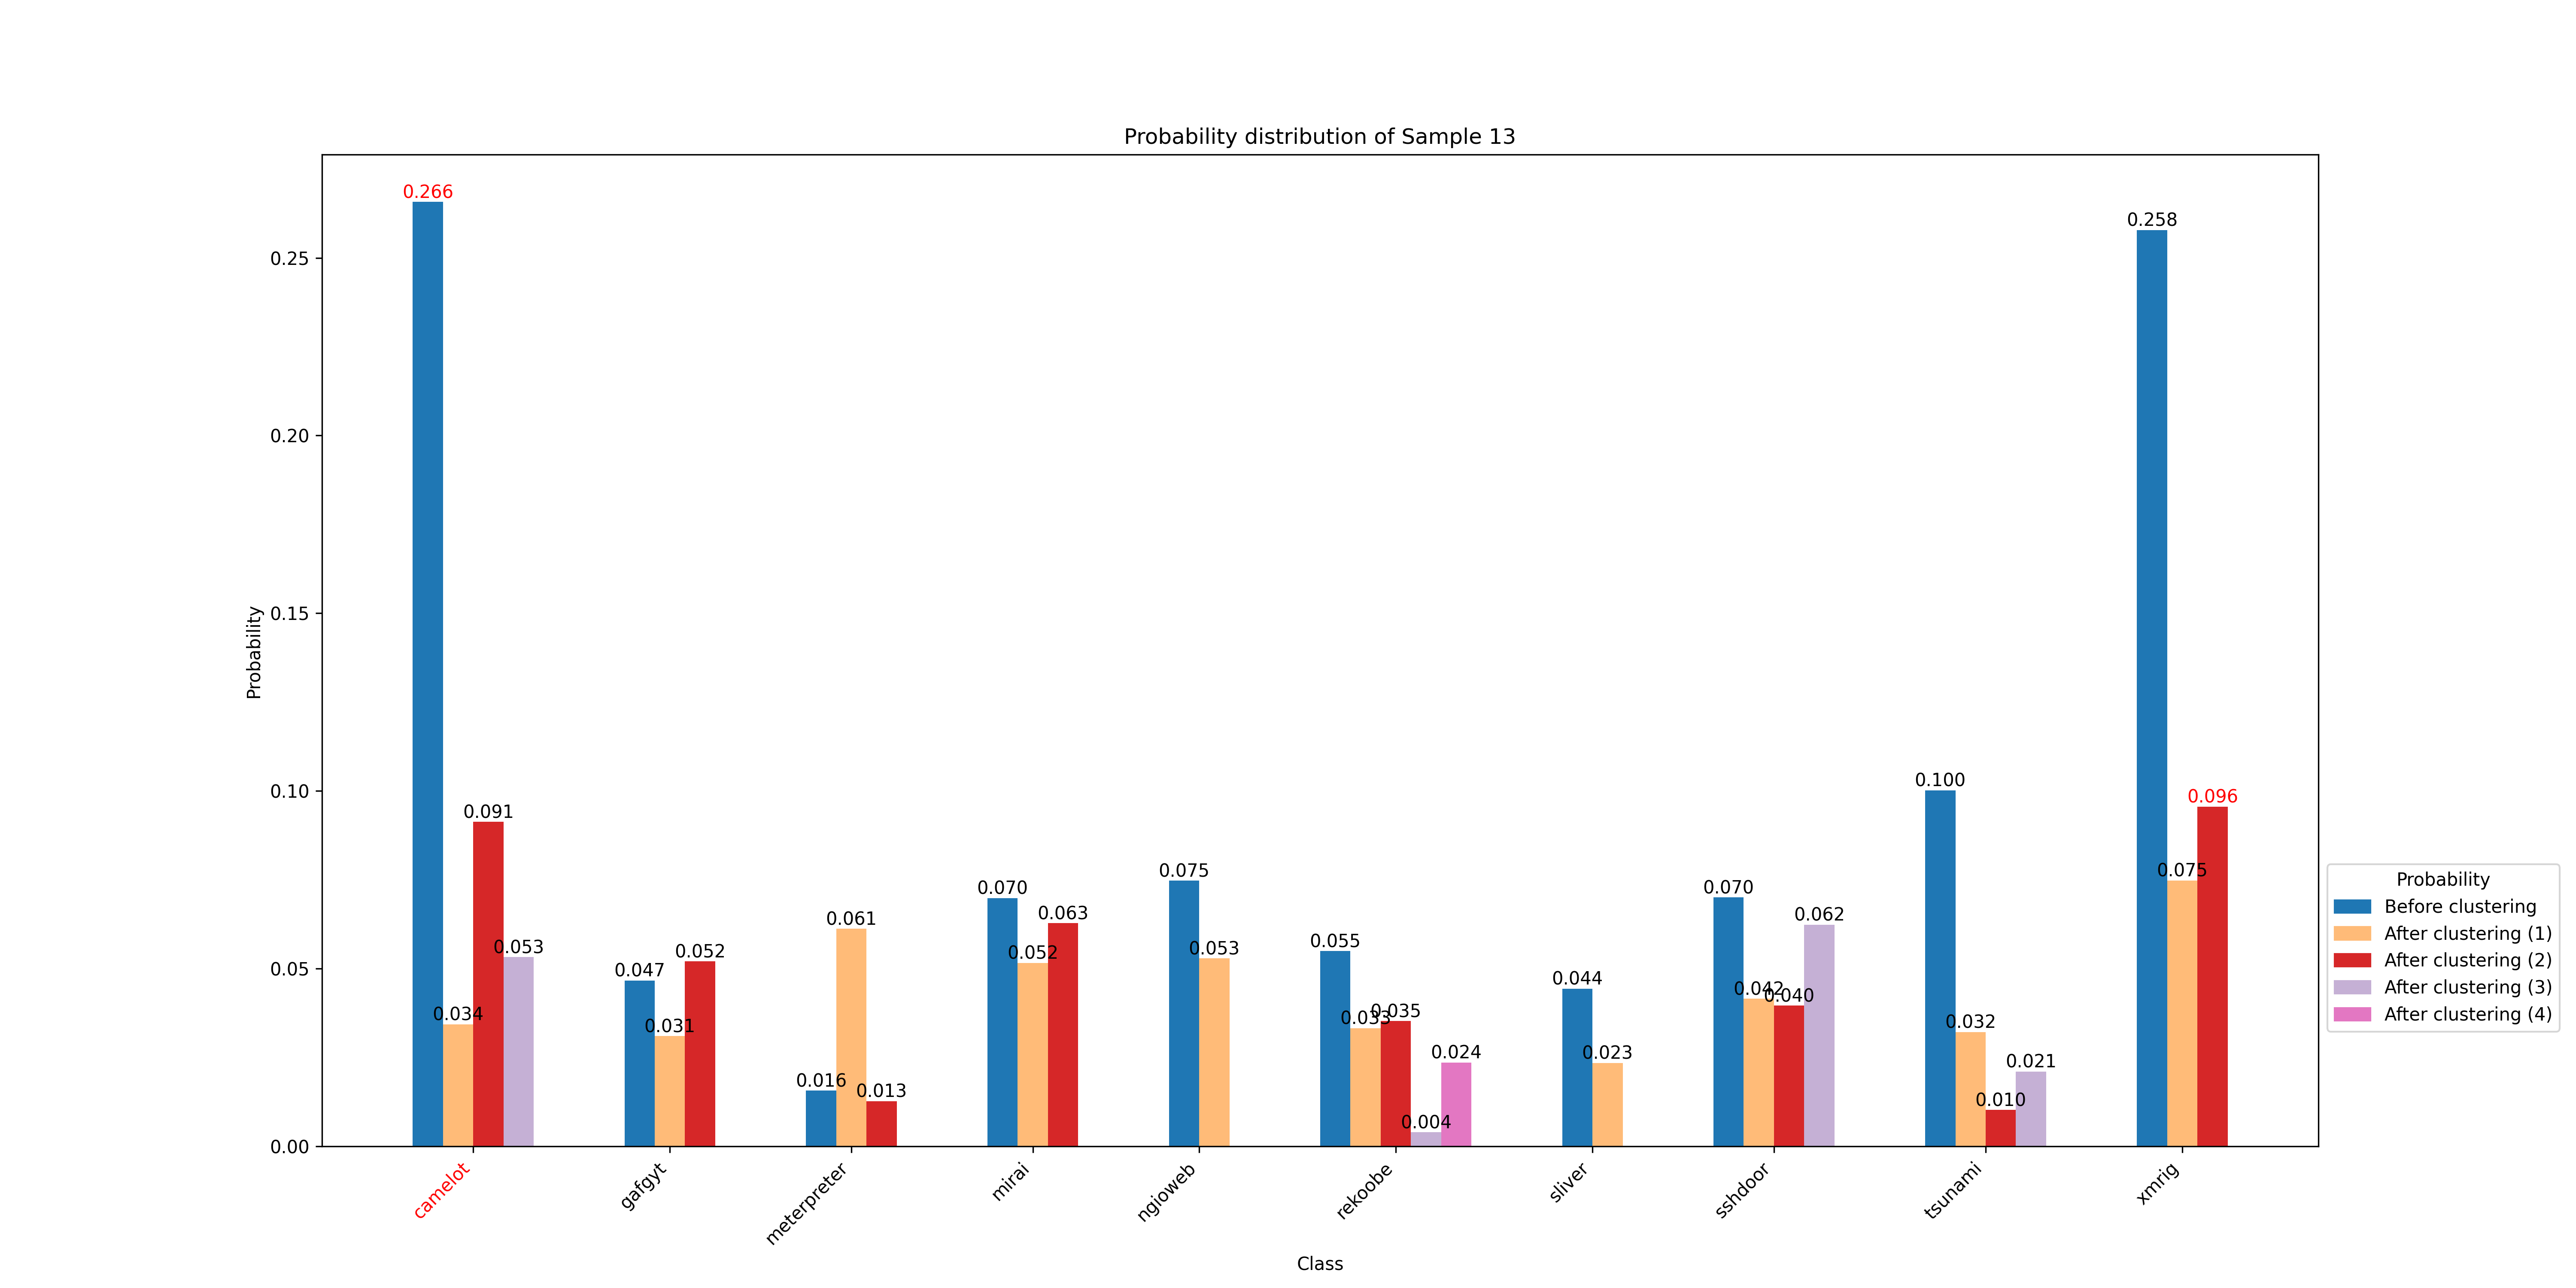 Probability distribution of Sample 13
Probability
0.25
0.20
0.15
0.10
0.05
0.00
0.266
0.034
0.091
0.053
0.047
0.031
0.052
0.016
0.061
0.013
0.070
0.052
0.063
0.075
0.053
0.055
0.033
0.035
0.004
0.024
0.044
0.023
0.070
0.042
0.040
0.062
0.100
0.032
0.010
0.021
0.258
0.075
0.096
camelot
gafgyt
meterpreter
mirai
ngioweb
rekoobe
sliver
sshdoor
tsunami
xmrig
Class
Probability
Before clustering
After clustering (1)
After clustering (2)
After clustering (3)
After clustering (4)